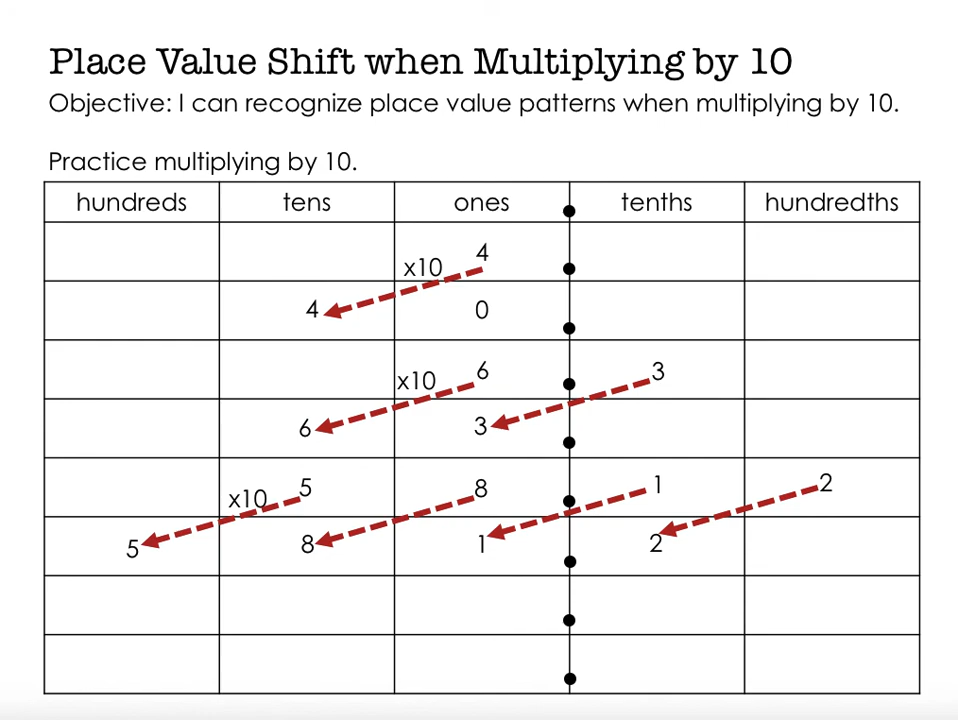 Place Value Shift when Multiplying by 10
Objective: I can recognize place value patterns when multiplying by 10.
Practice multiplying by 10.
hundreds tens ones tenths hundredths
x10 4
4 0
x10 6 3
6 3
x10 5 8 1 2
5 8 1 2